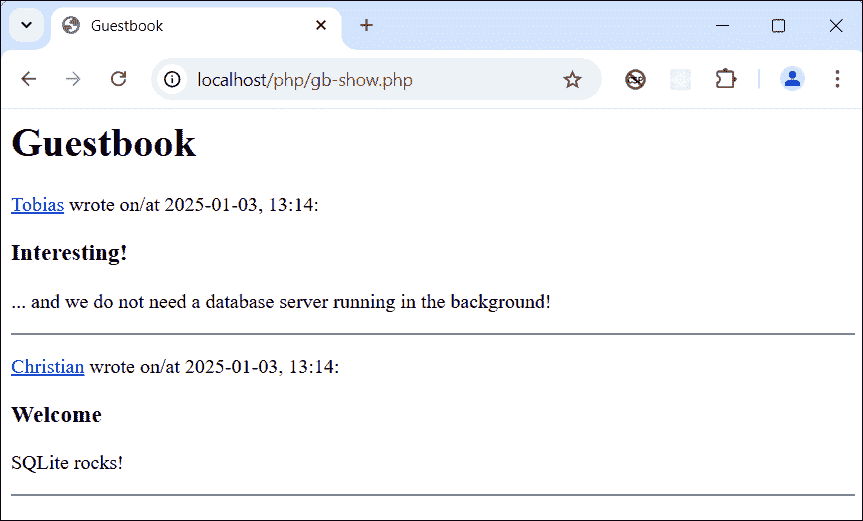 Guestbook
localhost/php/gb-show.php
Guestbook
Tobias wrote on/at 2025-01-03, 13:14:
Interesting!
... and we do not need a database server running in the background!
Christian wrote on/at 2025-01-03, 13:14:
Welcome
SQLite rocks!